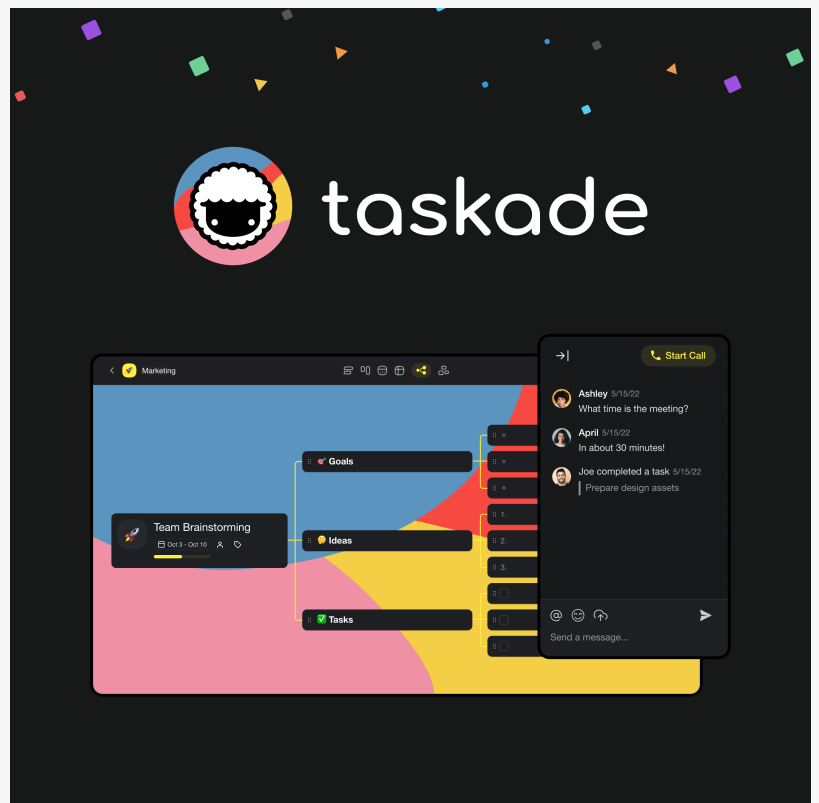 taskade
Marketing
Team Brainstorming
Oct 3 - Oct 10
Goals
Ideas
Tasks
1.
2.
3.
Start Call
Ashley 5/15/22
What time is the meeting?
April 5/15/22
In about 30 minutes!
Joe completed a task 5/15/22
Prepare design assets
@
Send a message...